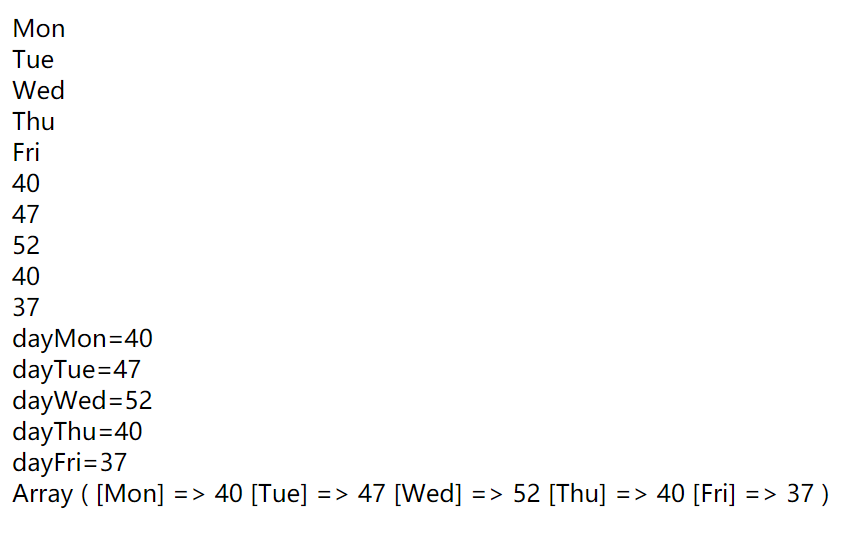 Mon
Tue
Wed
Thu
Fri
40
47
52
40
37
dayMon=40
dayTue=47
dayWed=52
dayThu=40
dayFri=37
Array ( [Mon] => 40 [Tue] => 47 [Wed] => 52 [Thu] => 40 [Fri] => 37 )